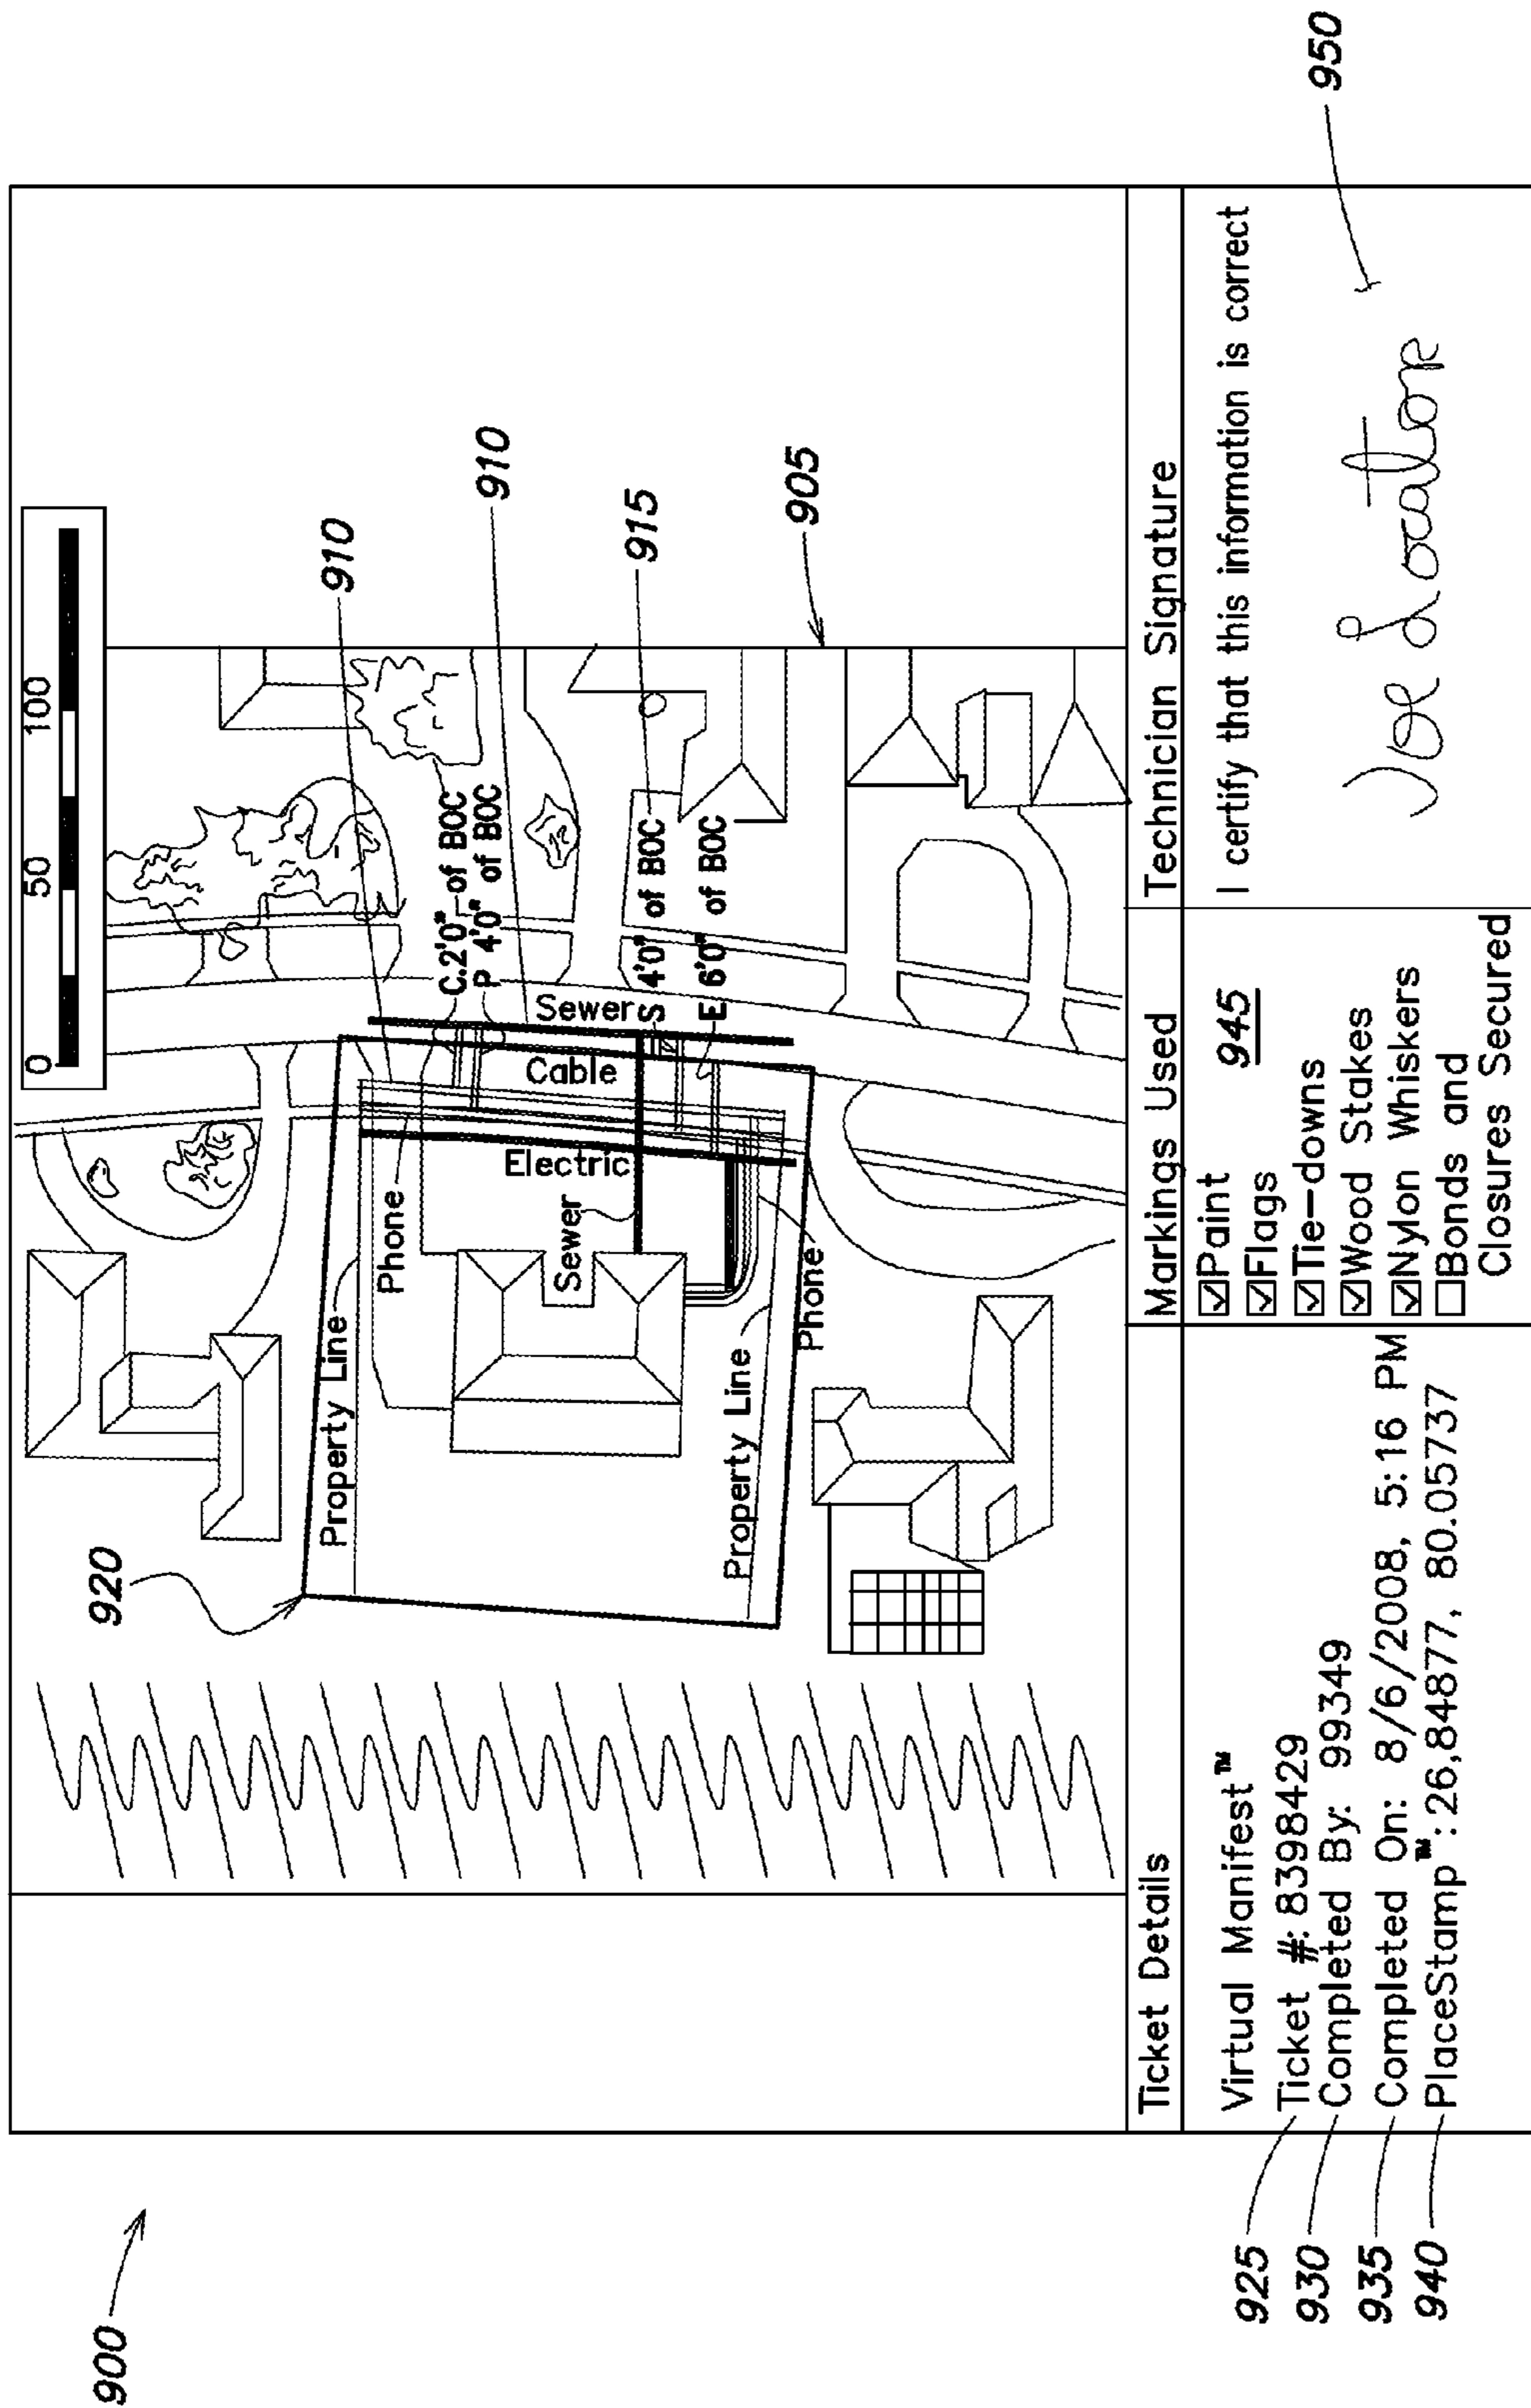 900
0 50 100
920
910
910
915
905
Property Line
Phone
C.2'0" of BOC
P 4'0" of BOC
Sewer
Cable
Electric
Sewer
S 4'0" of BOC
E 6'0" of BOC
Property Line
Phone
Ticket Details
Virtual Manifest™
925 Ticket #: 8398429
930 Completed By: 99349
935 Completed On: 8/6/2008, 5:16 PM
940 PlaceStamp™:26,84877, 80.05737
Markings Used
945
☑Paint
☑Flags
☑Tie-downs
☑Wood Stakes
☑Nylon Whiskers
☐Bonds and
Closures Secured
Technician Signature
I certify that this information is correct
Joe Locator
950